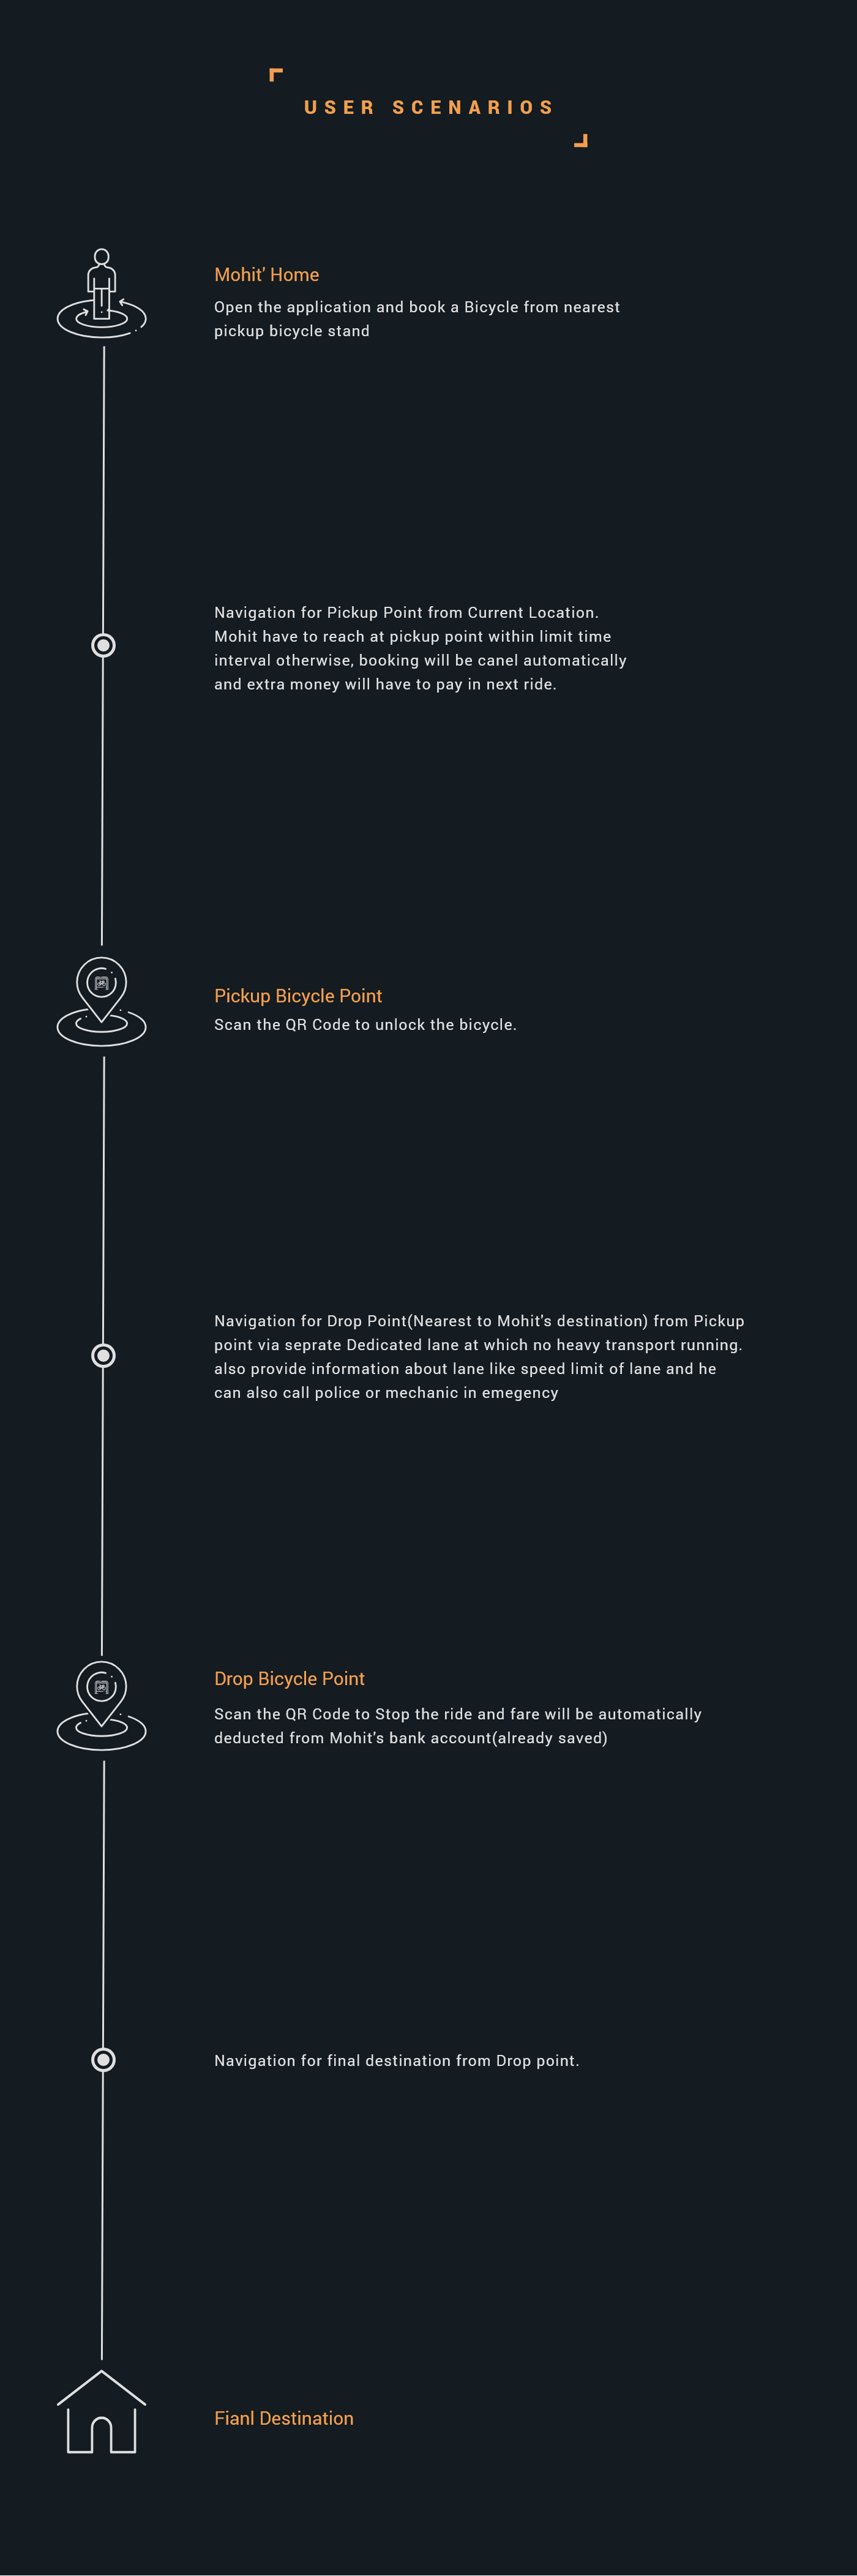 USER SCENARIOS
Mohit' Home
Open the application and book a Bicycle from nearest
pickup bicycle stand
Navigation for Pickup Point from Current Location.
Mohit have to reach at pickup point within limit time
interval otherwise, booking will be canel automatically
and extra money will have to pay in next ride.
Pickup Bicycle Point
Scan the QR Code to unlock the bicycle.
Navigation for Drop Point(Nearest to Mohit's destination) from Pickup
point via seprate Dedicated lane at which no heavy transport running.
also provide information about lane like speed limit of lane and he
can also call police or mechanic in emegency
Drop Bicycle Point
Scan the QR Code to Stop the ride and fare will be automatically
deducted from Mohit's bank account(already saved)
Navigation for final destination from Drop point.
Fianl Destination